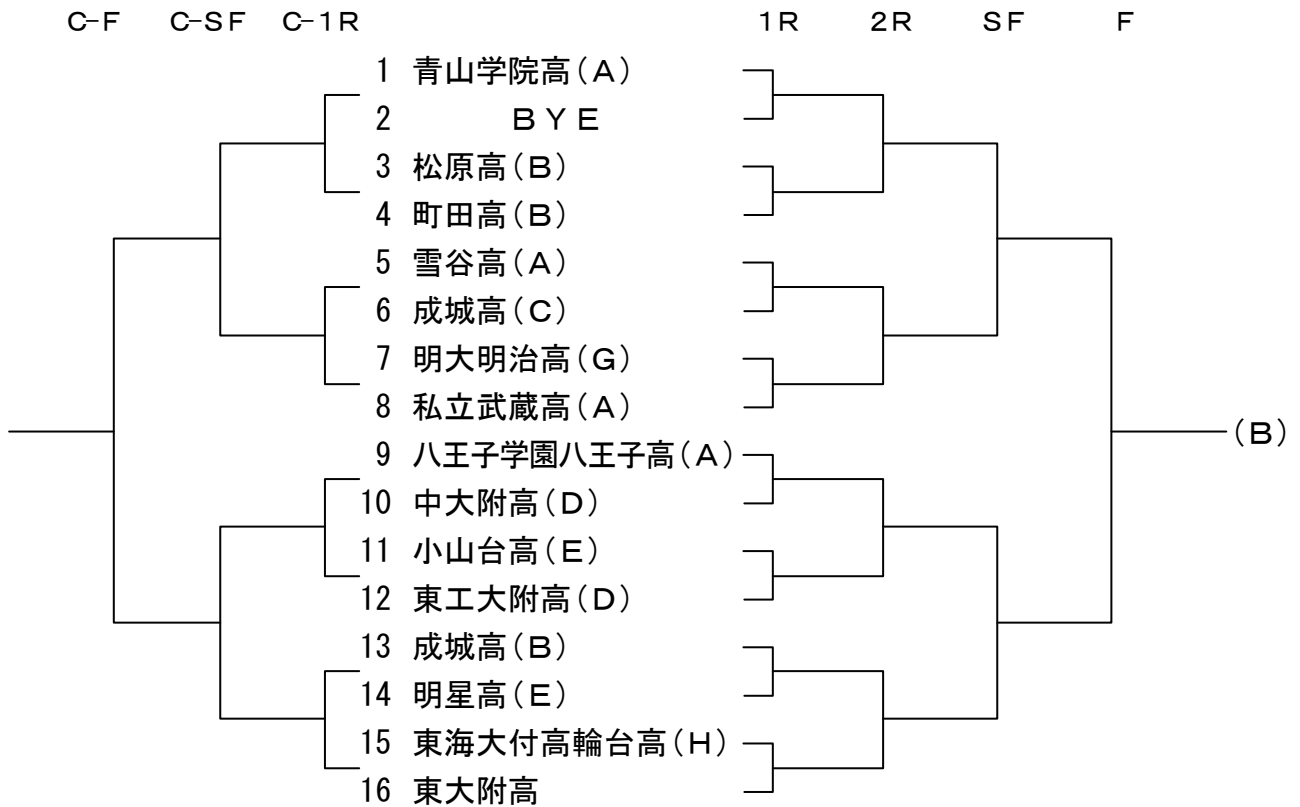 C-F C-SF C-1R 1R 2R SF F
1 青山学院高(A)
2 BYE
3 松原高(B)
4 町田高(B)
5 雪谷高(A)
6 成城高(C)
7 明大明治高(G)
8 私立武蔵高(A)
(B)
9 八王子学園八王子高(A)
10 中大附高(D)
11 小山台高(E)
12 東工大附高(D)
13 成城高(B)
14 明星高(E)
15 東海大付高輪台高(H)
16 東大附高